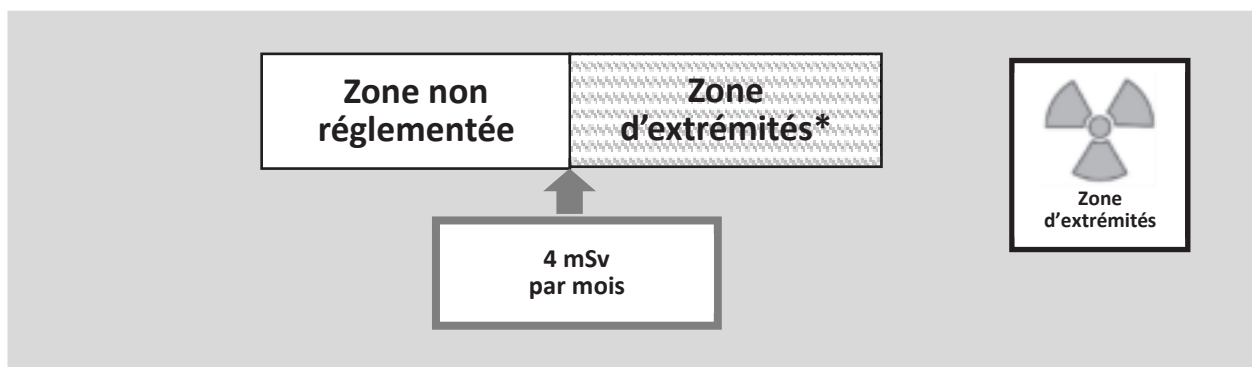 Zone non
réglementée
Zone
d'extrémités*
4 mSv
par mois
Zone
d'extrémités